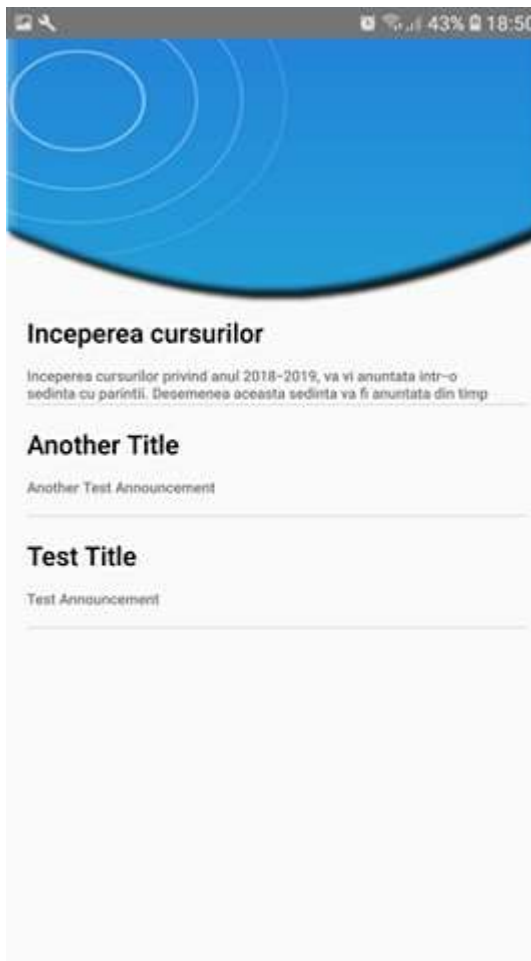 43% 18:50
Inceperea cursurilor
Inceperea cursurilor privind anul 2018-2019, va vi anuntata intr-o
sedinta cu parintii. Desemenea aceasta sedinta va fi anuntata din timp
Another Title
Another Test Announcement
Test Title
Test Announcement